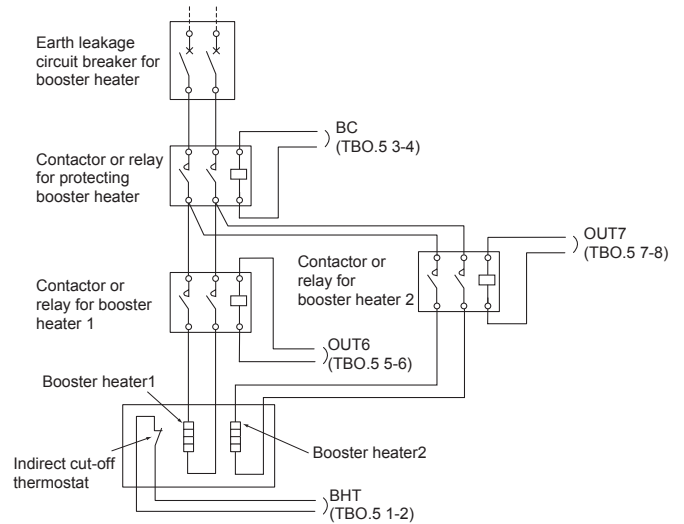 Earth leakage
circuit breaker for
booster heater
BC
(TBO.5 3-4)
Contactor or relay
for protecting
booster heater
OUT7
(TBO.5 7-8)
Contactor or
relay for
booster heater 2
Contactor or
relay for booster
heater 1
OUT6
(TBO.5 5-6)
Booster heater1
Booster heater2
Indirect cut-off
thermostat
BHT
(TBO.5 1-2)